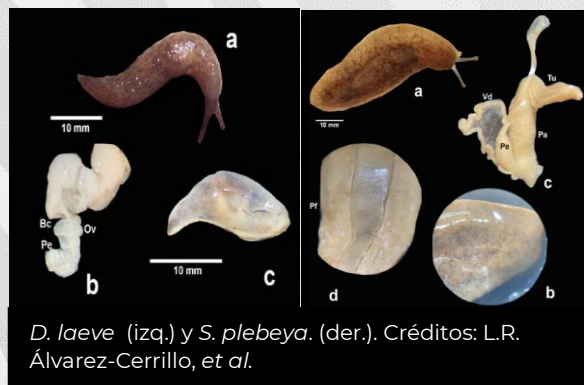 a
10 mm
Bc
Ov
Pe
b
c
10 mm
a
10 mm
Tu
Vd
Pe
Pa
c
Pf
d
b
D. laeve (izq.) y S. plebeya. (der.). Créditos: L.R.
Álvarez-Cerrillo, et al.